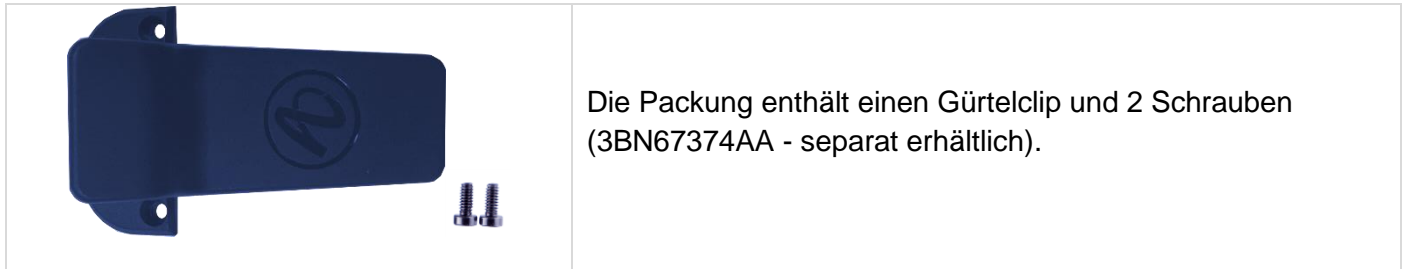 Die Packung enthält einen Gürtelclip und 2 Schrauben
(3BN67374AA - separat erhältlich).